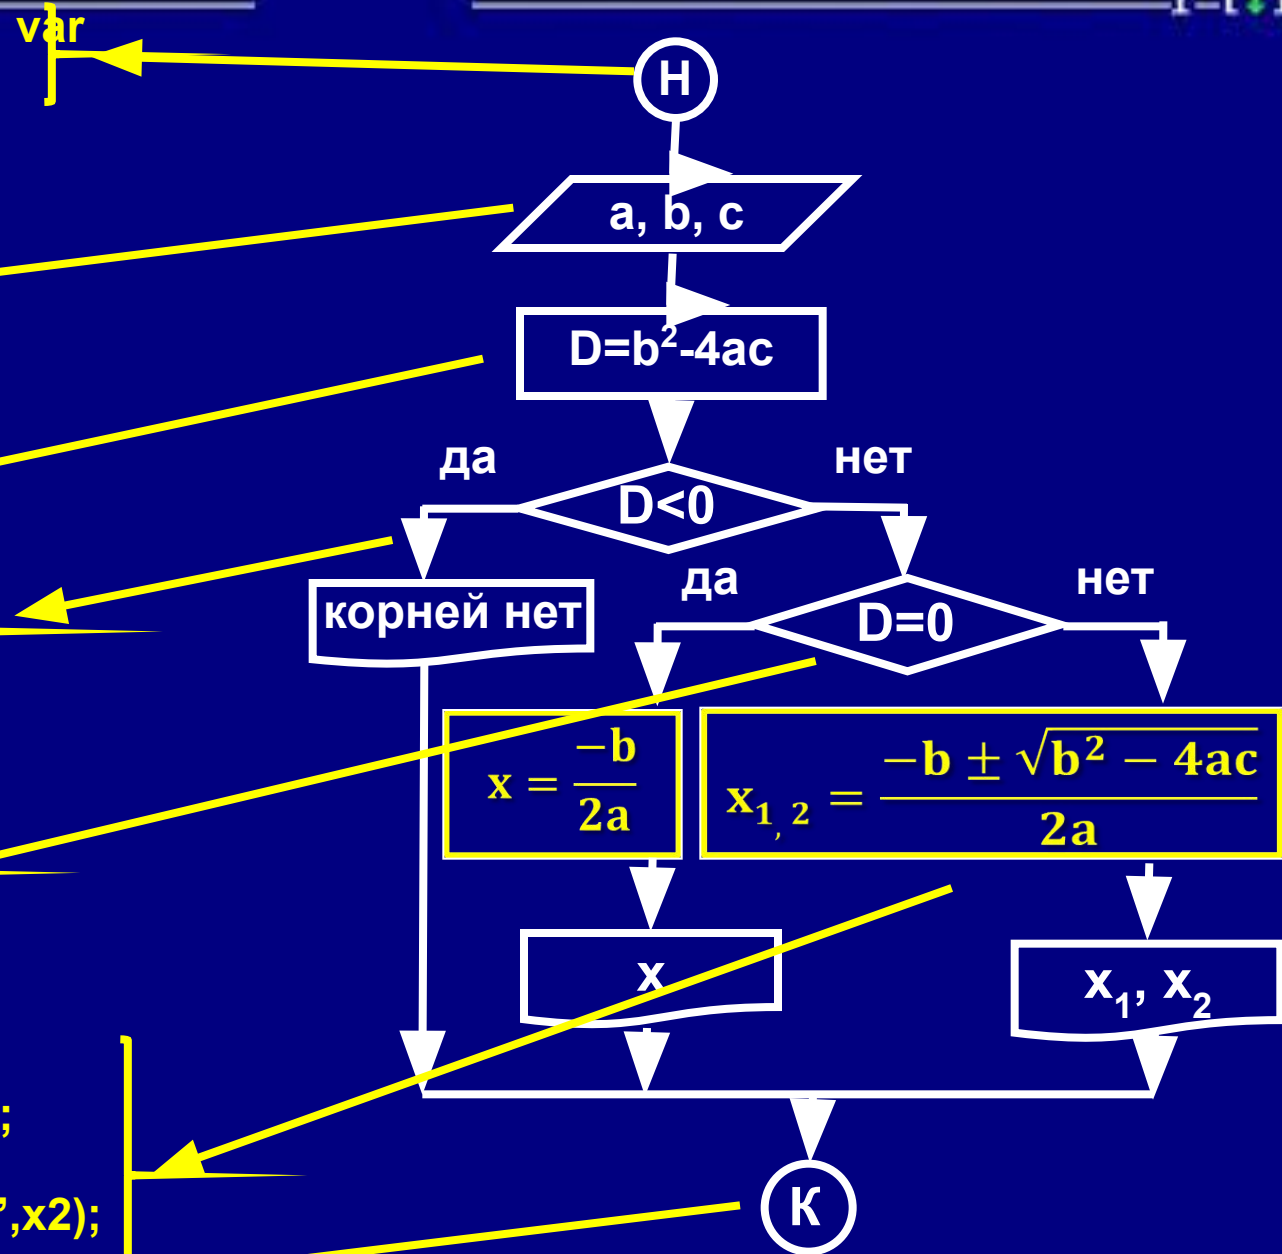 var
Н
a, b, c
D=b²-4ac
да
нет
D<0
да
нет
корней нет
D=0
x = −b / 2a
x₁, ₂ = −b ± √b² − 4ac / 2a
x
x₁, x₂
;
’,x2);
К